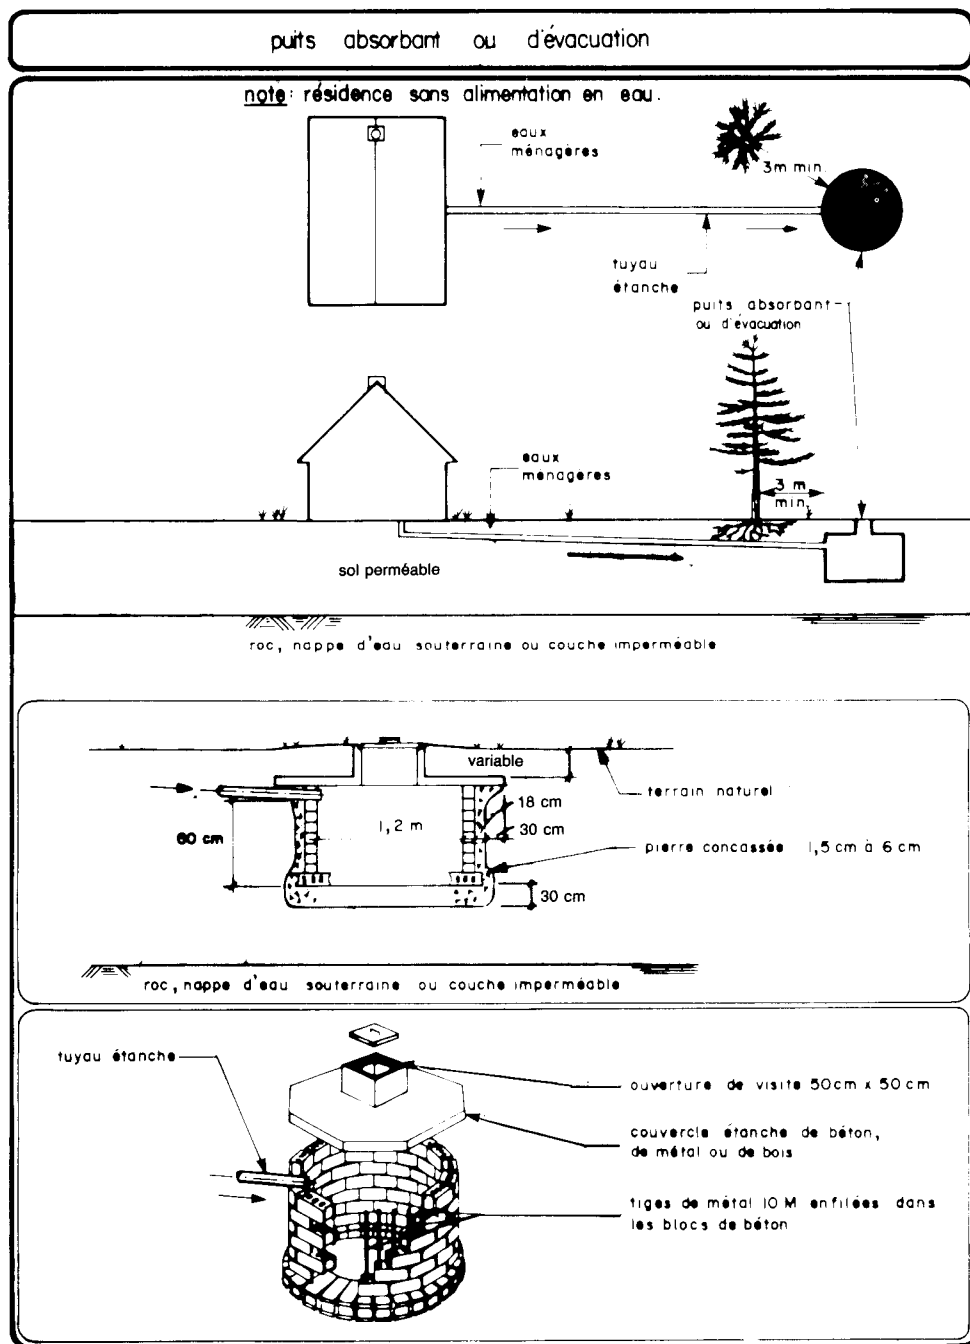 puits absorbant ou d'évacuation
note: résidence sans alimentation en eau.
eaux
ménagères
3m min.
tuyau
étanche
puits absorbant
ou d'évacuation
eaux
ménagères
3 m
min.
sol perméable
roc, nappe d'eau souterraine ou couche imperméable
variable
terrain naturel
18 cm
60 cm
1,2 m
30 cm
pierre concassée 1,5 cm à 6 cm
30 cm
roc, nappe d'eau souterraine ou couche imperméable
tuyau étanche
ouverture de visite 50cm x 50 cm
couvercle étanche de béton,
de métal ou de bois
tiges de métal 10 M enfilées dans
les blocs de béton